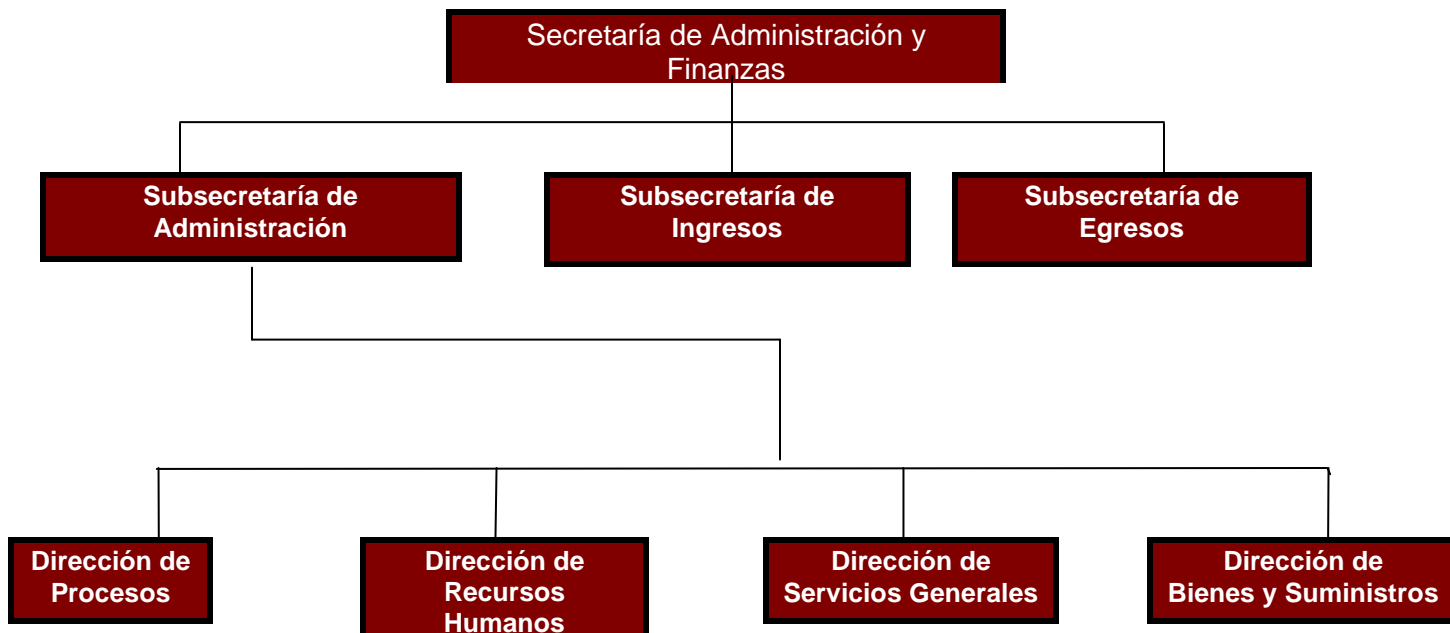 Secretaría de Administración y
Finanzas
Subsecretaría de
Administración
Subsecretaría de
Ingresos
Subsecretaría de
Egresos
Dirección de
Procesos
Dirección de
Recursos
Humanos
Dirección de
Servicios Generales
Dirección de
Bienes y Suministros